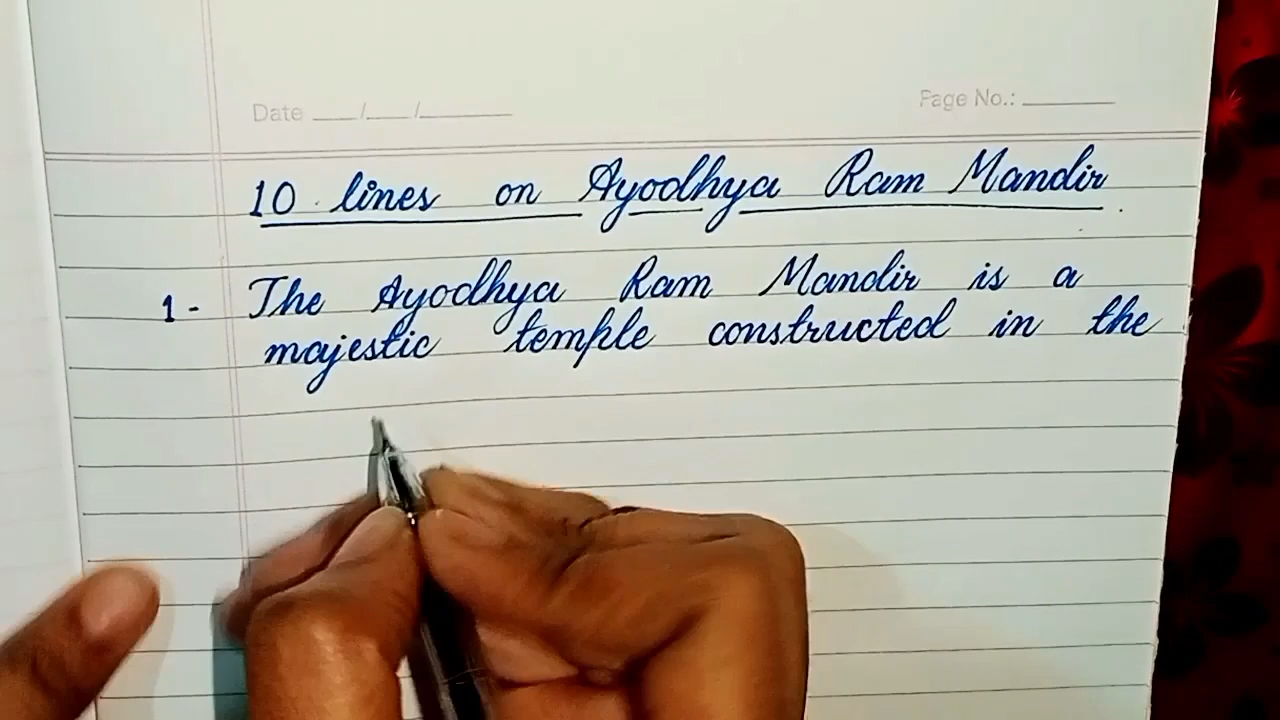 Date ___/___/______
Page No.: ______
10 lines on Ayodhya Ram Mandir
1- The Ayodhya Ram Mandir is a
majestic temple constructed in the